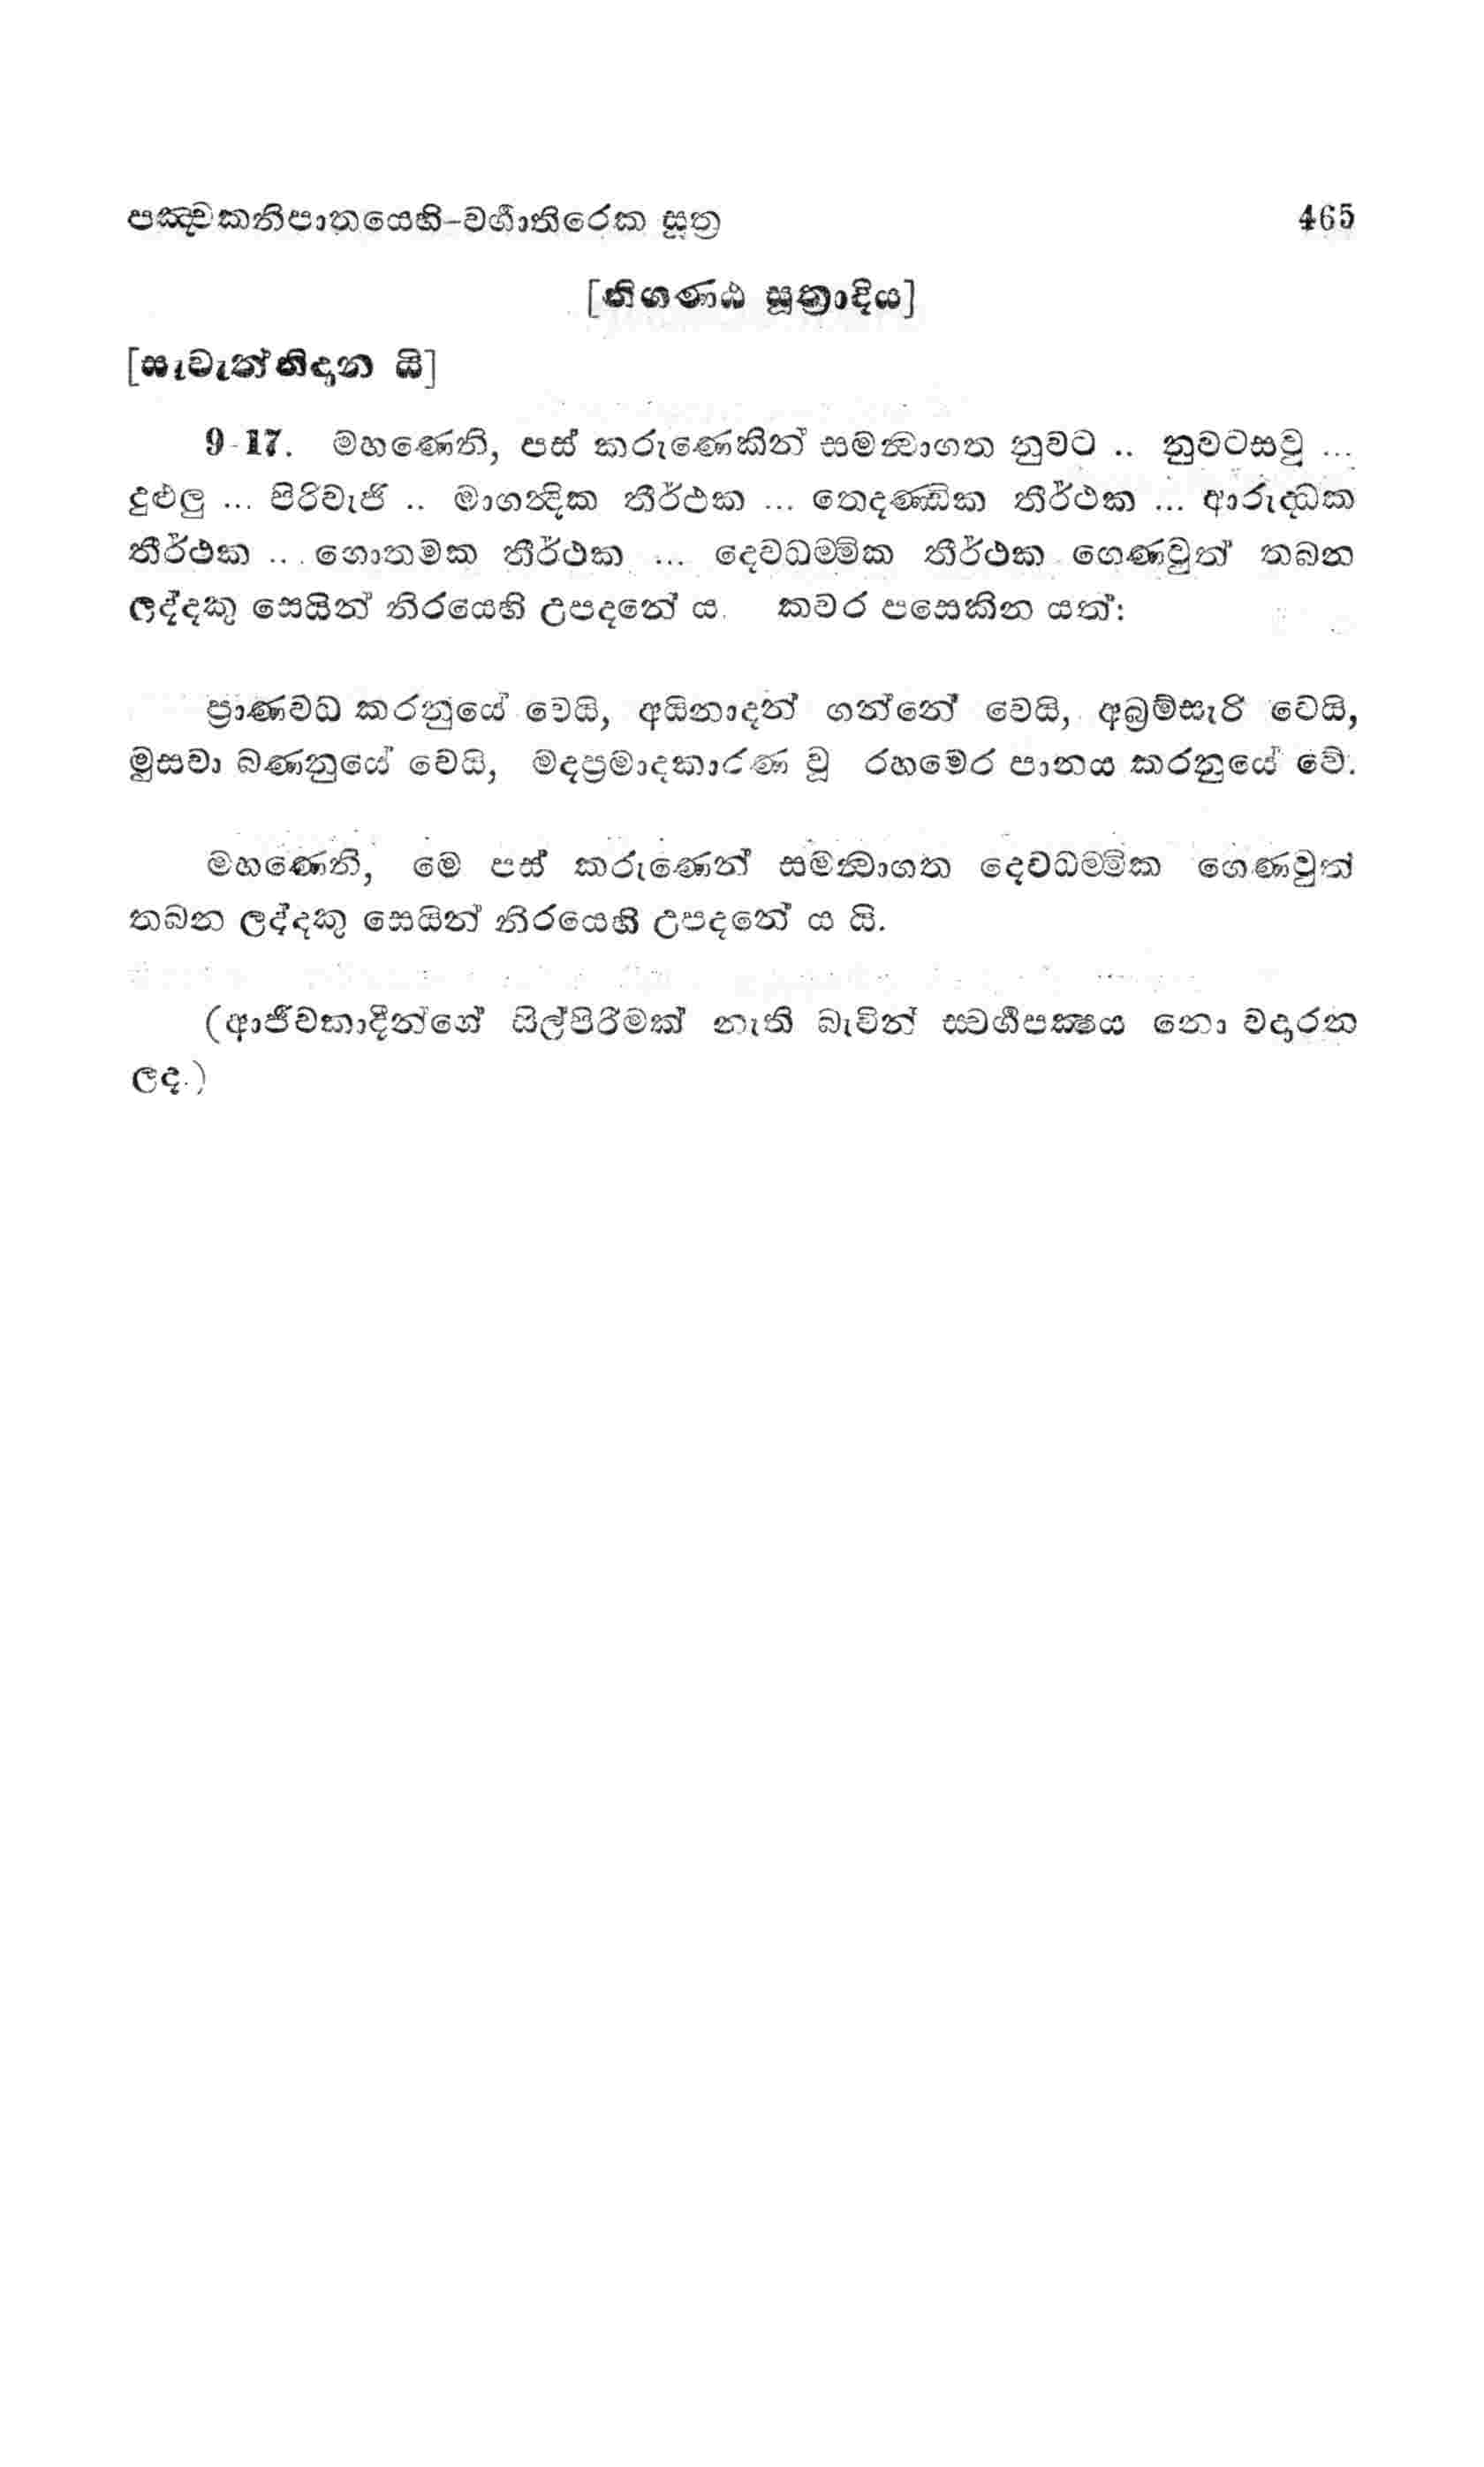 පඤ්චකනිපාතයෙහි-වර්‍ගාතිරෙක සූත්‍ර 465
[නිගණ්ඨ සූත්‍රාදිය]
[සැවැත්නිදාන යි]
9-17. මහණෙනි, පස් කරුණෙකින් සමන්‍වාගත නුවට .. නුවටසවු ...
දුළුලු ... පිරිවැජි .. මාගන්‍දික තීර්ථක ... තෙදණ්ඩික තීර්ථක ... ආරුද්‍ධක
තීර්ථක ... ගොතමක තීර්ථක ... දෙවධම්මික තීර්ථක ගෙණවුත් තබන
ලද්දකු සෙයින් නිරයෙහි උපදනේ ය. කවර පසෙකින යත්:
ප්‍රාණවධ කරනුයේ වෙයි, අයිනාදන් ගන්නේ වෙයි, අබ්‍රම්සැරි වෙයි,
මුසවා බණනුයේ වෙයි, මදප්‍රමාදකාරණ වූ රහමෙර පානය කරනුයේ වේ.
මහණෙනි, මෙ පස් කරුණෙන් සමන්‍වාගත දෙවධම්මික ගෙණවුත්
තබන ලද්දකු සෙයින් නිරයෙහි උපදනේ ය යි.
(ආජීවකාදීන්ගේ සිල්පිරීමක් නැති බැවින් ස්‍වර්‍ගපක්‍ෂය නො වදාරන
ලද.)